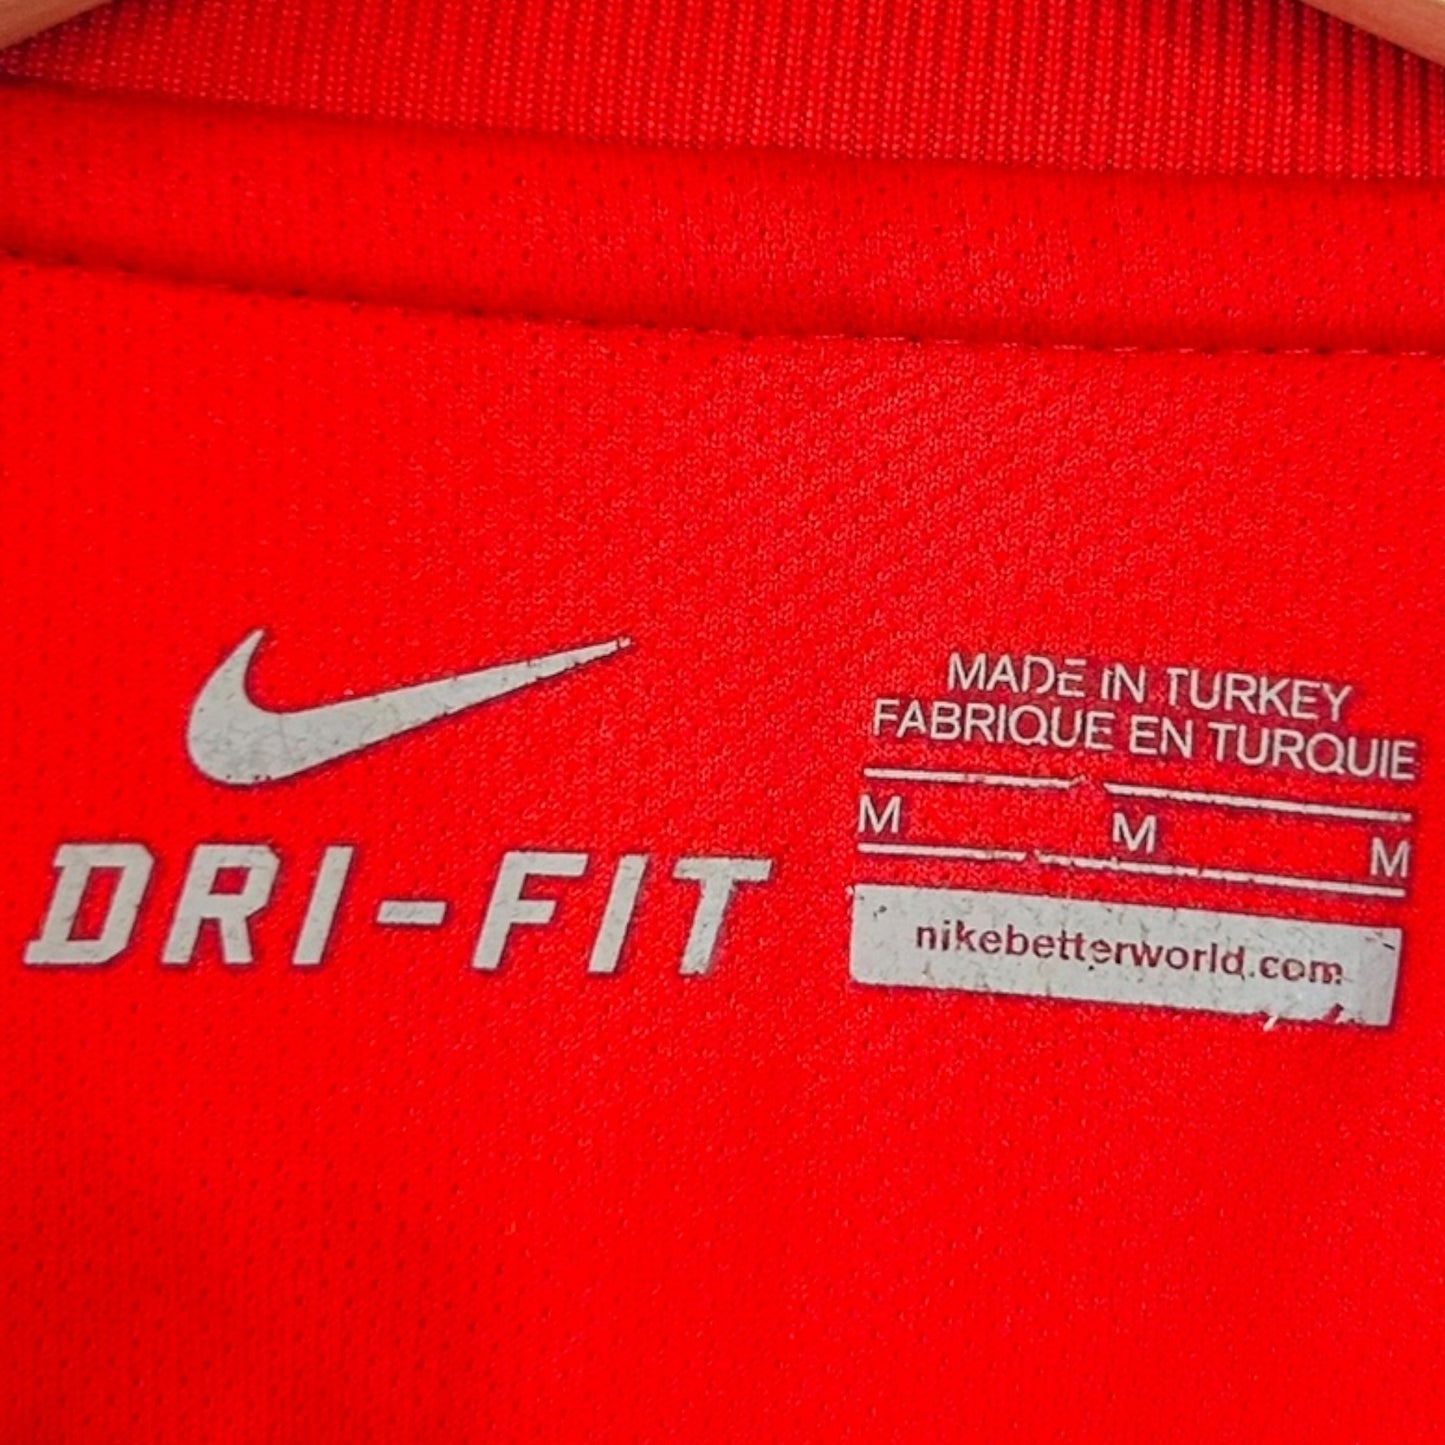 DRI-FIT
MADE IN TURKEY
FABRIQUE EN TURQUIE
M M M
nikebetterworld.com